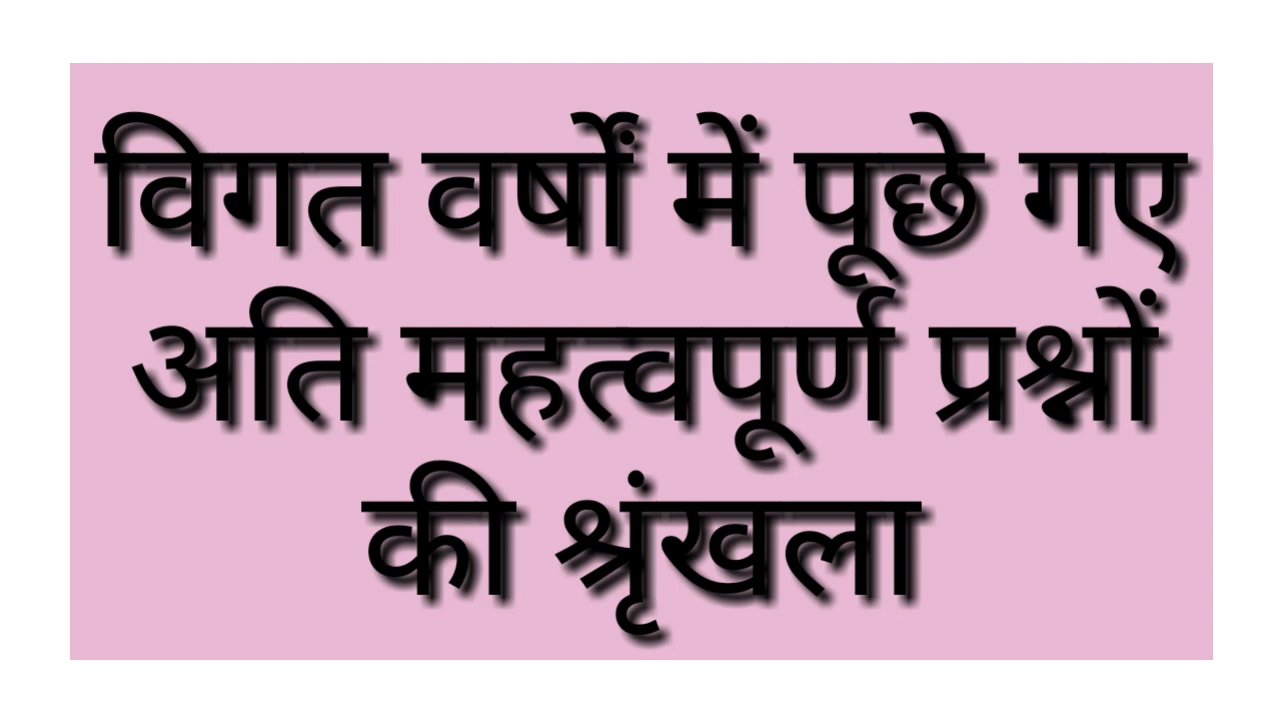 विगत वर्षों में पूछे गए
अति महत्वपूर्ण प्रश्नों
की श्रृंखला